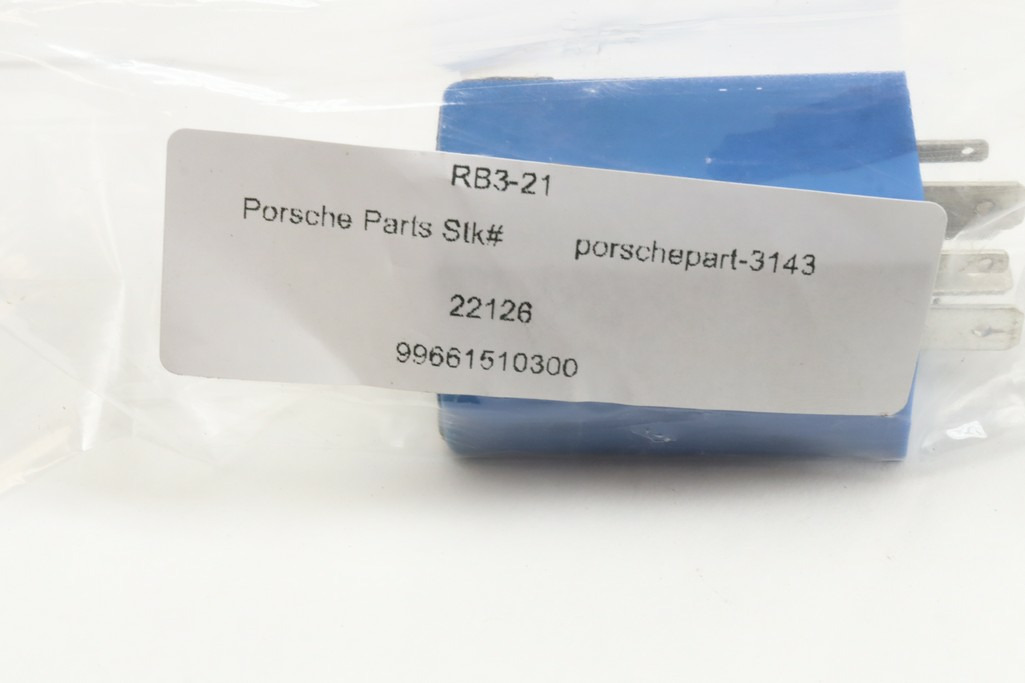 RB3-21
Porsche Parts Stk# porschepart-3143
22126
99661510300